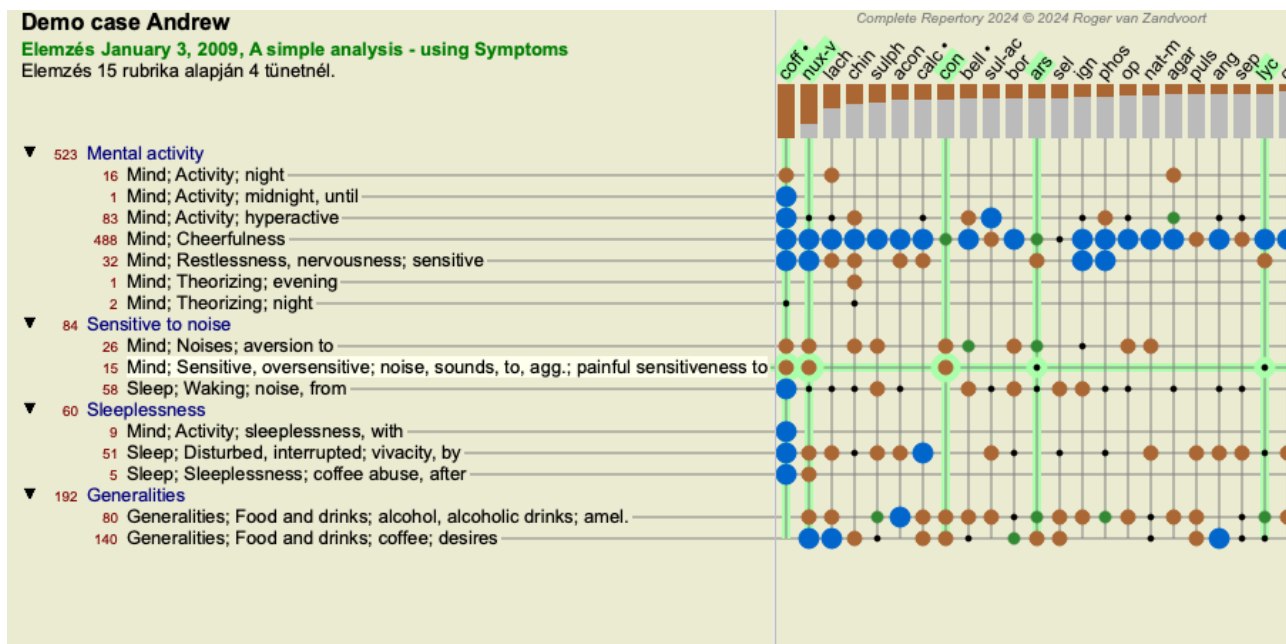 Demo case Andrew
Complete Repertory 2024 © 2024 Roger van Zandvoort
Elemzés January 3, 2009, A simple analysis - using Symptoms
Elemzés 15 rubrika alapján 4 tünetnél.
coff • nux-v lach chin sulph acon calc • con bell • sul-ac bor ars sel ign phos op nat-m agar puls ang sep lyc
▼ 523 Mental activity
16 Mind; Activity; night
1 Mind; Activity; midnight, until
83 Mind; Activity; hyperactive
488 Mind; Cheerfulness
32 Mind; Restlessness, nervousness; sensitive
1 Mind; Theorizing; evening
2 Mind; Theorizing; night
▼ 84 Sensitive to noise
26 Mind; Noises; aversion to
15 Mind; Sensitive, oversensitive; noise, sounds, to, agg.; painful sensitiveness to
58 Sleep; Waking; noise, from
▼ 60 Sleeplessness
9 Mind; Activity; sleeplessness, with
51 Sleep; Disturbed, interrupted; vivacity, by
5 Sleep; Sleeplessness; coffee abuse, after
▼ 192 Generalities
80 Generalities; Food and drinks; alcohol, alcoholic drinks; amel.
140 Generalities; Food and drinks; coffee; desires